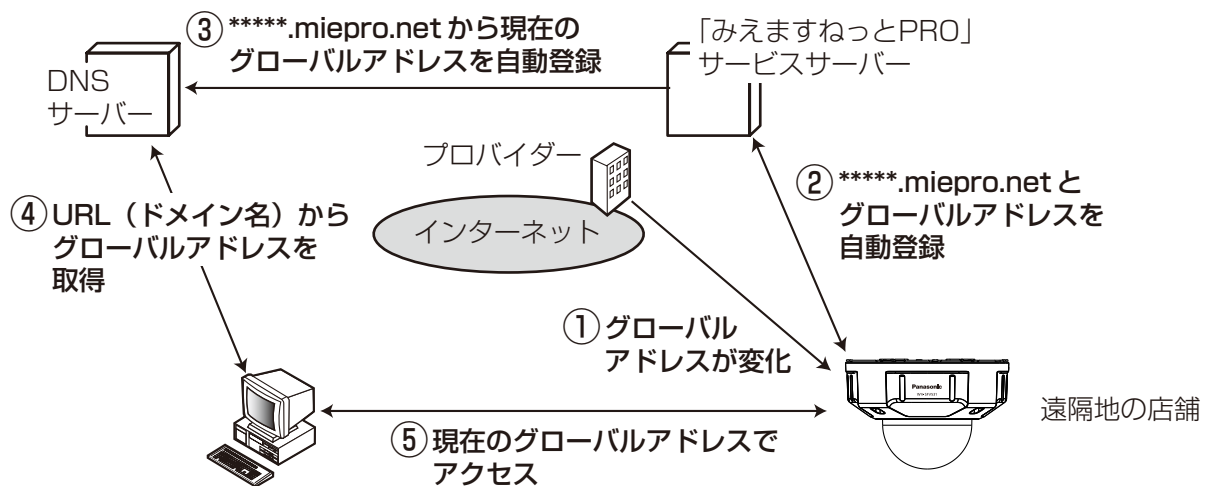 ③*****.miepro.net から現在の
グローバルアドレスを自動登録
「みえますねっとPRO」
サービスサーバー
DNS
サーバー
プロバイダー
インターネット
②*****.miepro.net と
グローバルアドレスを
自動登録
④URL(ドメイン名)から
グローバルアドレスを
取得
①グローバル
アドレスが変化
Panasonic
遠隔地の店舗
⑤現在のグローバルアドレスで
アクセス